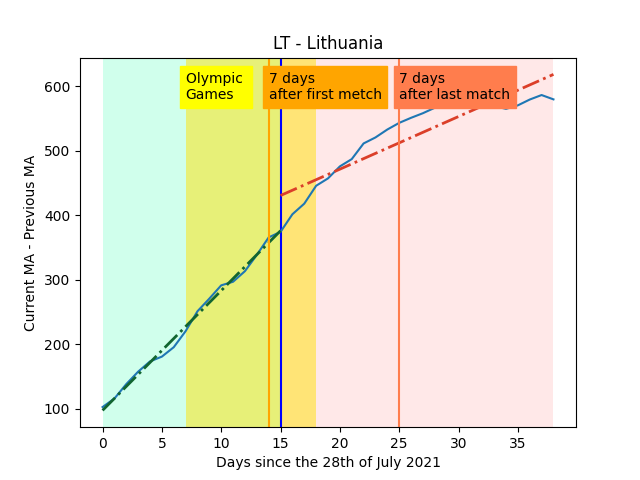 LT - Lithuania
Olympic
Games
7 days
after first metch
7 days
after last match
Current MA - Previous MA
600
500
400
300
200
100
0 5 10 15 20 25 30 35
Days since the 28th of July 2021